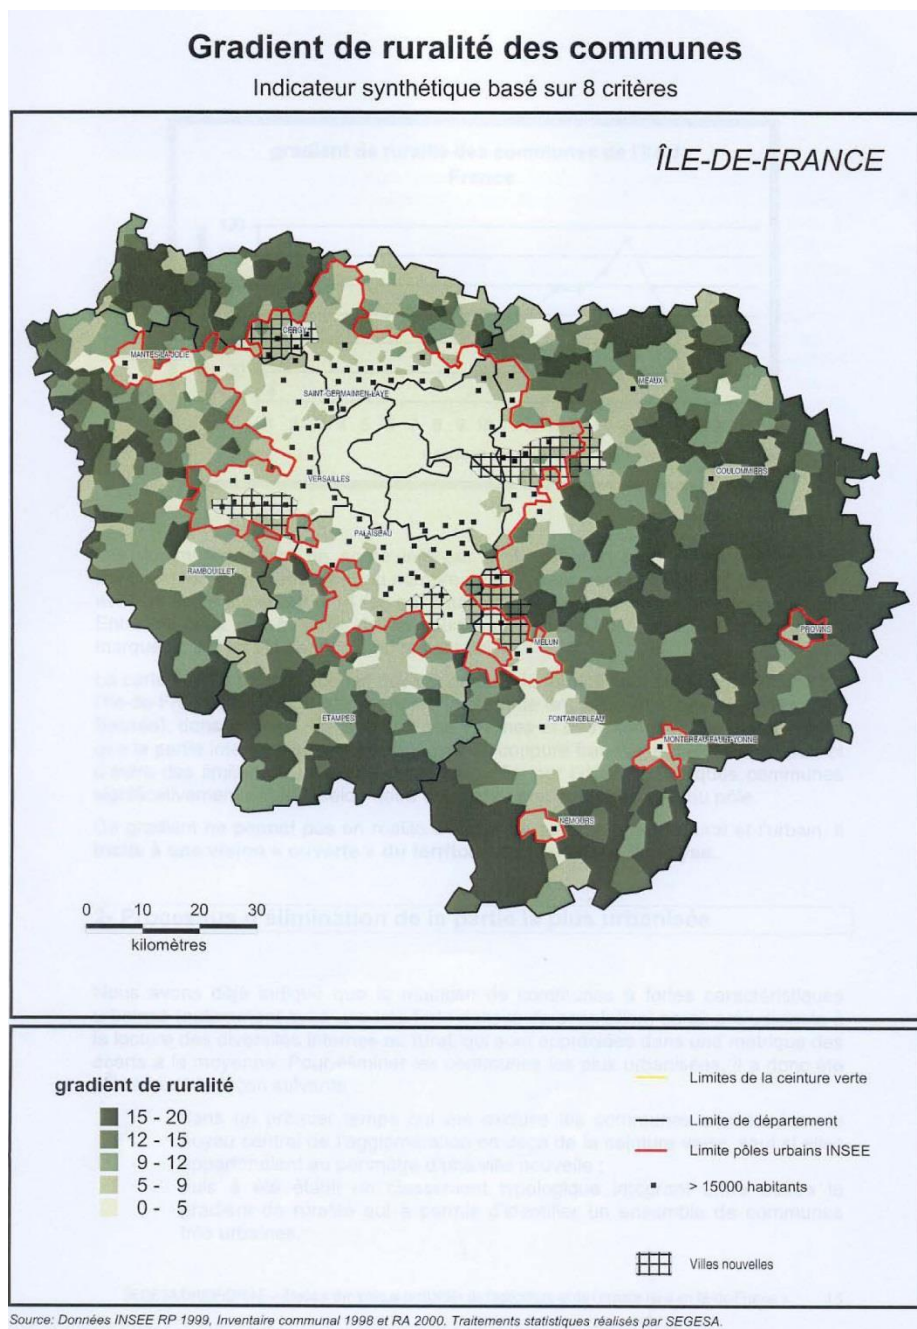 Gradient de ruralité des communes
Indicateur synthétique basé sur 8 critères
ÎLE-DE-FRANCE
CERGY
MANTES-LA-JOLIE
SAINT-GERMAIN-EN-LAYE
MEAUX
COULOMMIERS
VERSAILLES
PALAISEAU
RAMBOUILLET
PROVINS
MELUN
ETAMPES
FONTAINEBLEAU
MONTEREAU-FAULT-YONNE
NEMOURS
0 10 20 30
kilomètres
gradient de ruralité
15 - 20
12 - 15
9 - 12
5 - 9
0 - 5
Limites de la ceinture verte
Limite de département
Limite pôles urbains INSEE
> 15000 habitants
Villes nouvelles
Source: Données INSEE RP 1999, Inventaire communal 1998 et RA 2000. Traitements statistiques réalisés par SEGESA.